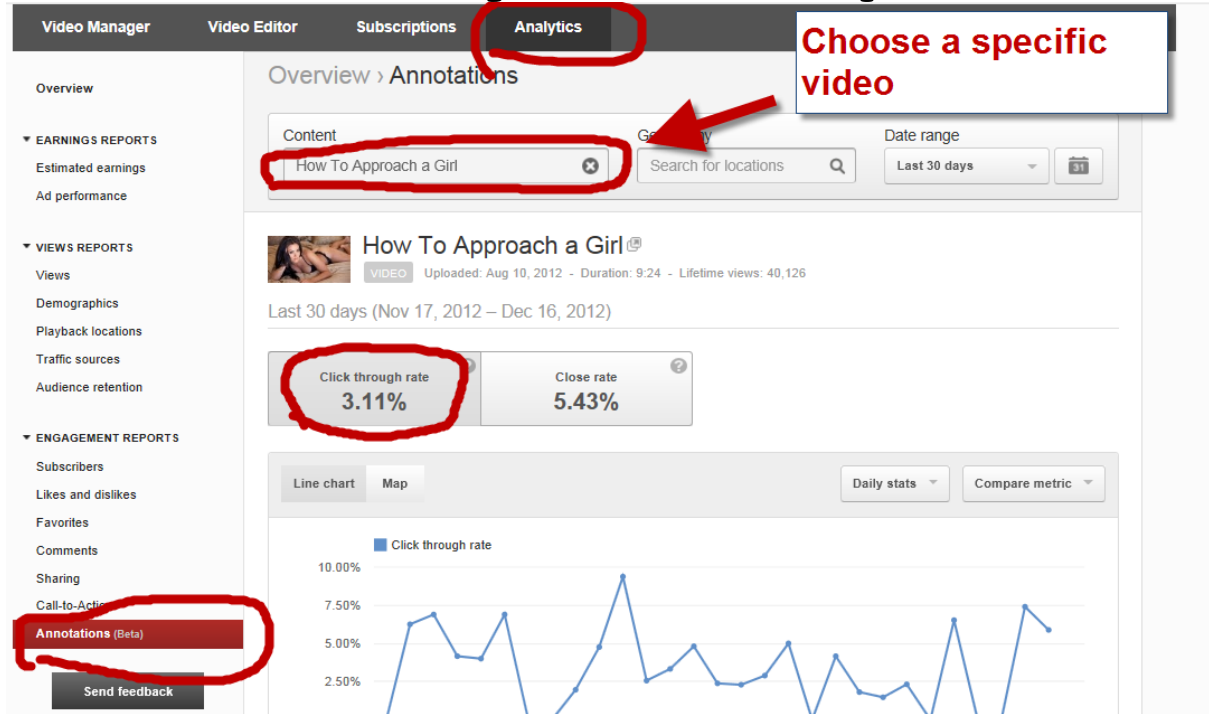 Video Manager Video Editor Subscriptions Analytics
Choose a specific
video
Overview › Annotations
Overview
EARNINGS REPORTS
Estimated earnings
Ad performance
VIEWS REPORTS
Views
Demographics
Playback locations
Traffic sources
Audience retention
ENGAGEMENT REPORTS
Subscribers
Likes and dislikes
Favorites
Comments
Sharing
Annotations (Beta)
Send feedback
Content Date range
How To Approach a Girl Search for locations Last 30 days 31
How To Approach a Girl
VIDEO Uploaded: Aug 10, 2012 - Duration: 9:24 - Lifetime views: 40,126
Last 30 days (Nov 17, 2012 – Dec 16, 2012)
Click through rate ? Close rate ?
3.11% 5.43%
Line chart Map Daily stats Compare metric
Click through rate
10.00%
7.50%
5.00%
2.50%